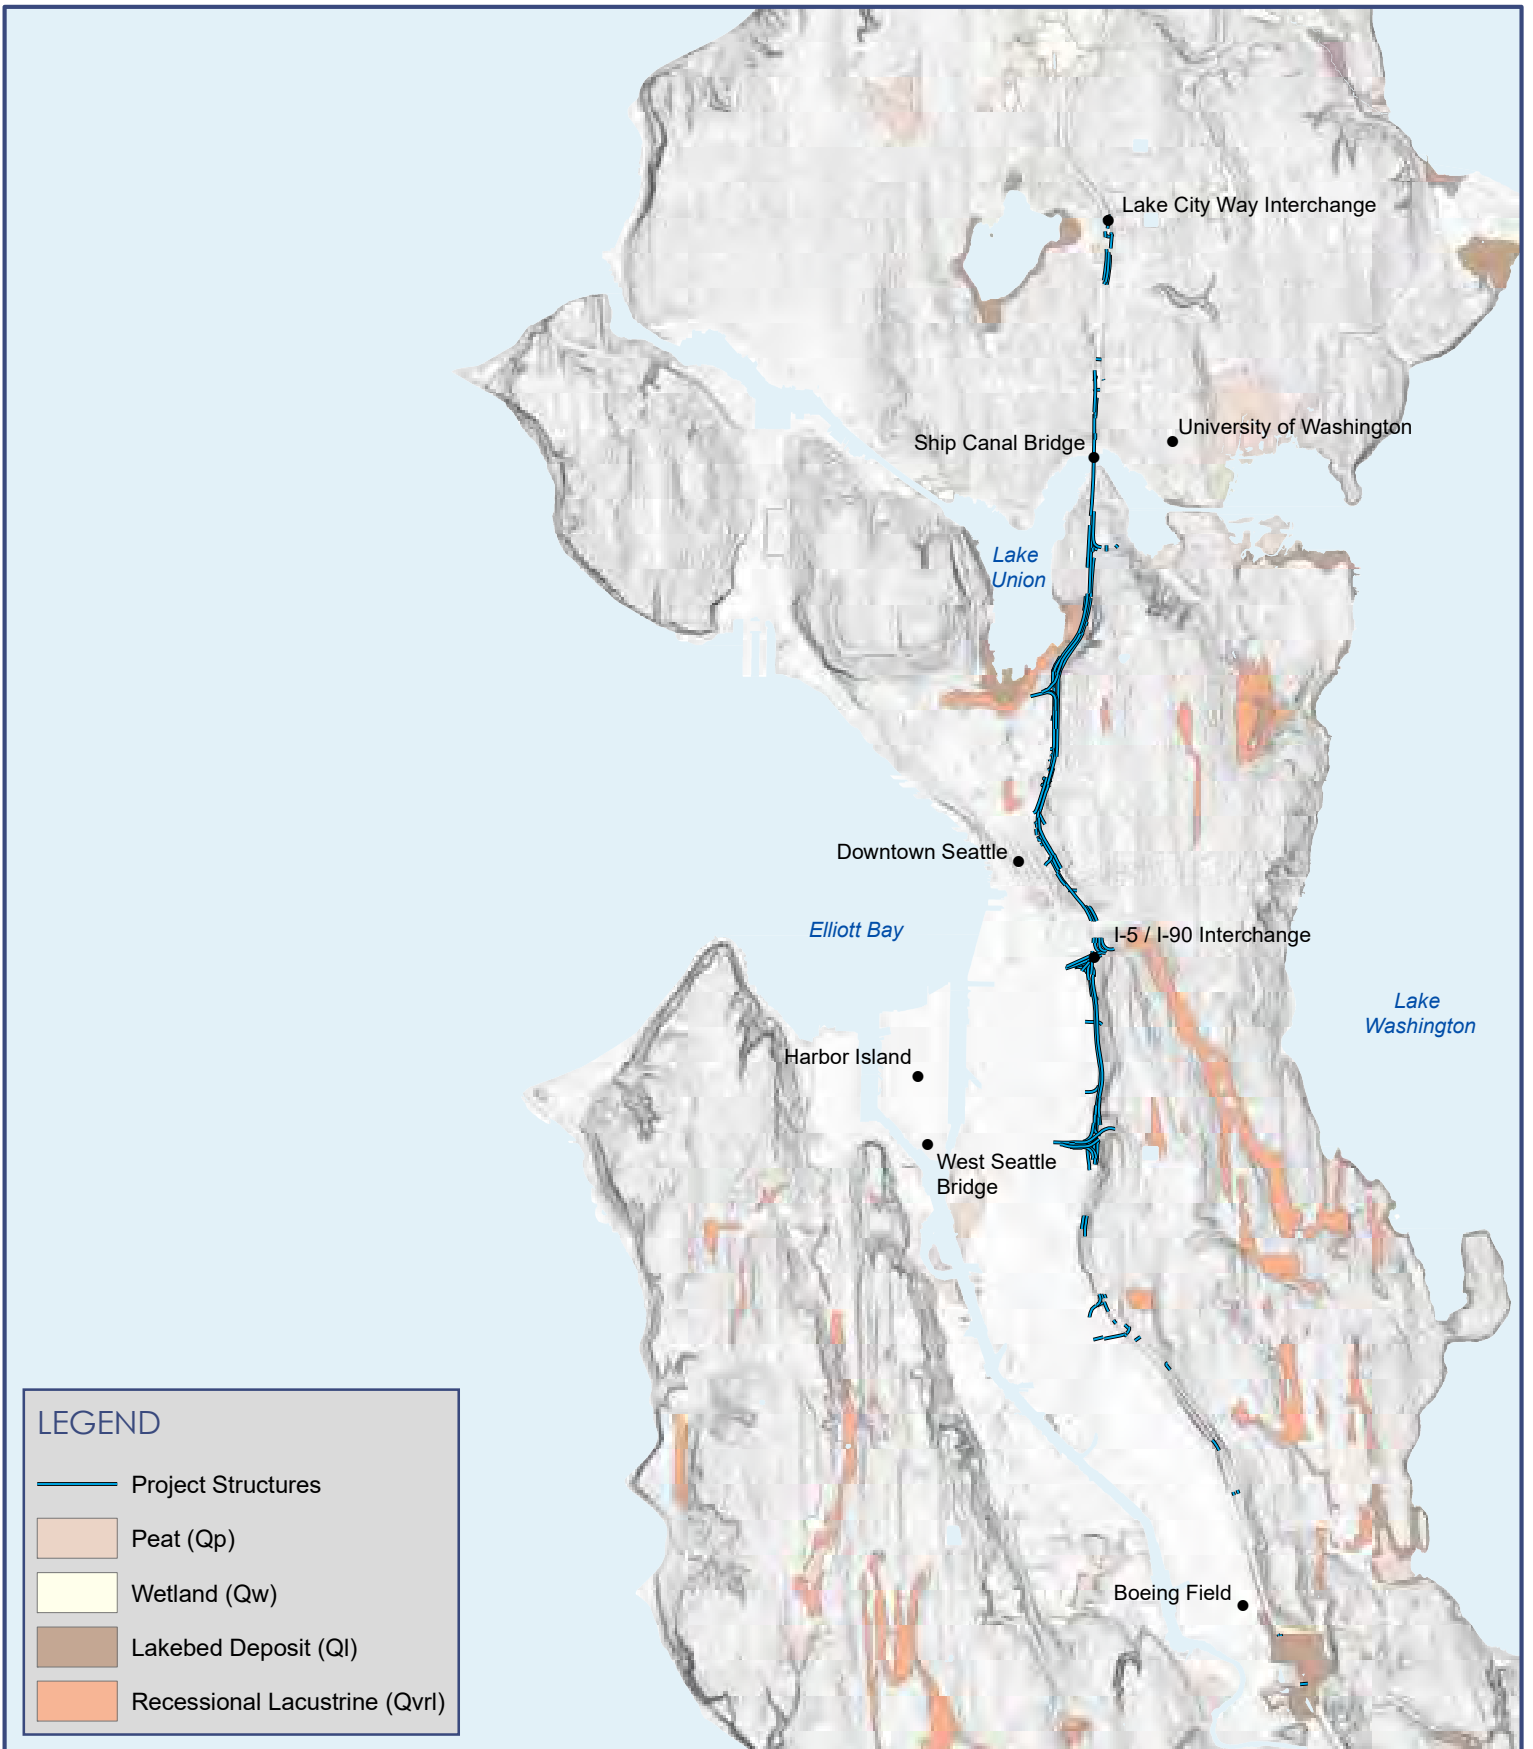 Lake City Way Interchange
University of Washington
Ship Canal Bridge
Lake
Union
Downtown Seattle
Elliott Bay
I-5 / I-90 Interchange
Lake
Washington
Harbor Island
West Seattle
Bridge
Boeing Field
LEGEND
Project Structures
Peat (Qp)
Wetland (Qw)
Lakebed Deposit (Ql)
Recessional Lacustrine (Qvrl)